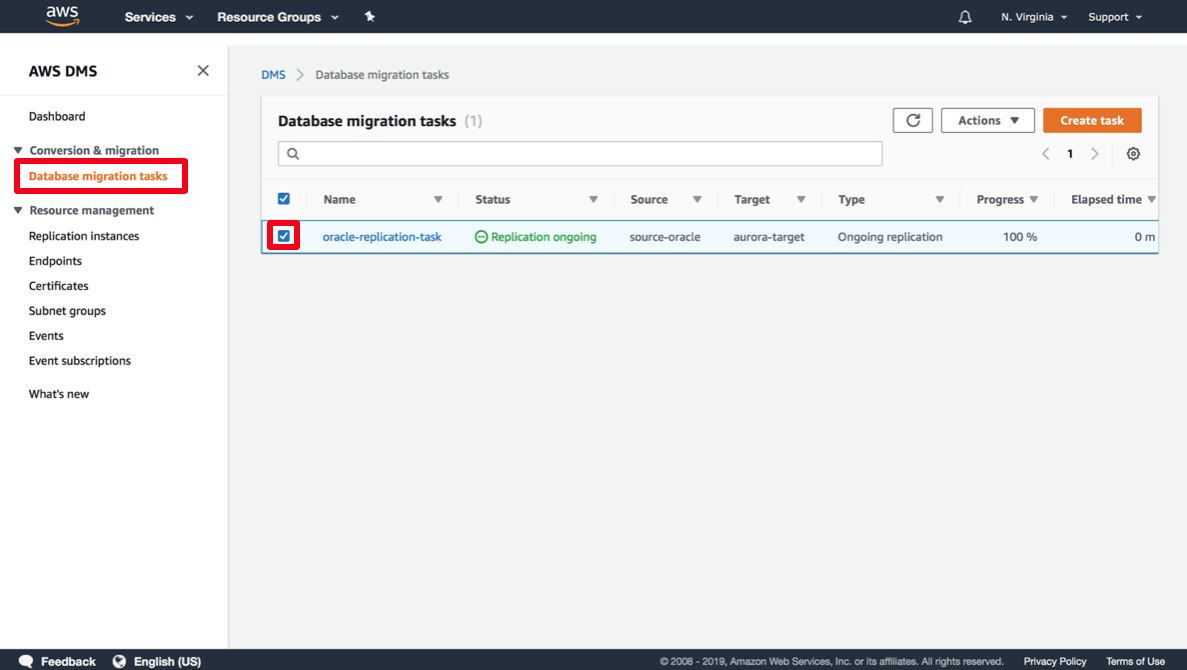 aws Services Resource Groups N. Virginia Support
AWS DMS
DMS Database migration tasks
Dashboard
Database migration tasks (1) Actions Create task
Conversion & migration
1
Database migration tasks
Name Status Source Target Type Progress Elapsed time
Resource management
oracle-replication-task Replication ongoing source-oracle aurora-target Ongoing replication 100 % 0 m
Replication instances
Endpoints
Certificates
Subnet groups
Events
Event subscriptions
What's new
Feedback English (US) © 2008 - 2019, Amazon Web Services, Inc. or its affiliates. All rights reserved. Privacy Policy Terms of Use